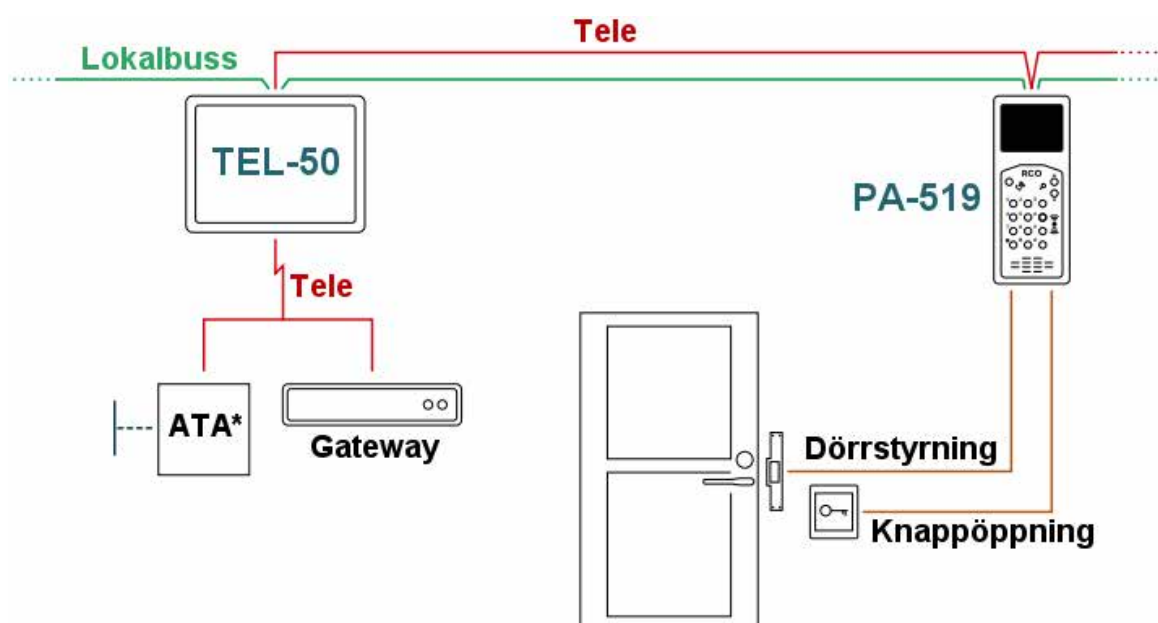 Tele
Lokalbuss
TEL-50
RCO
PA-519
Tele
ATA*
Gateway
Dörrstyrning
Knappöppning